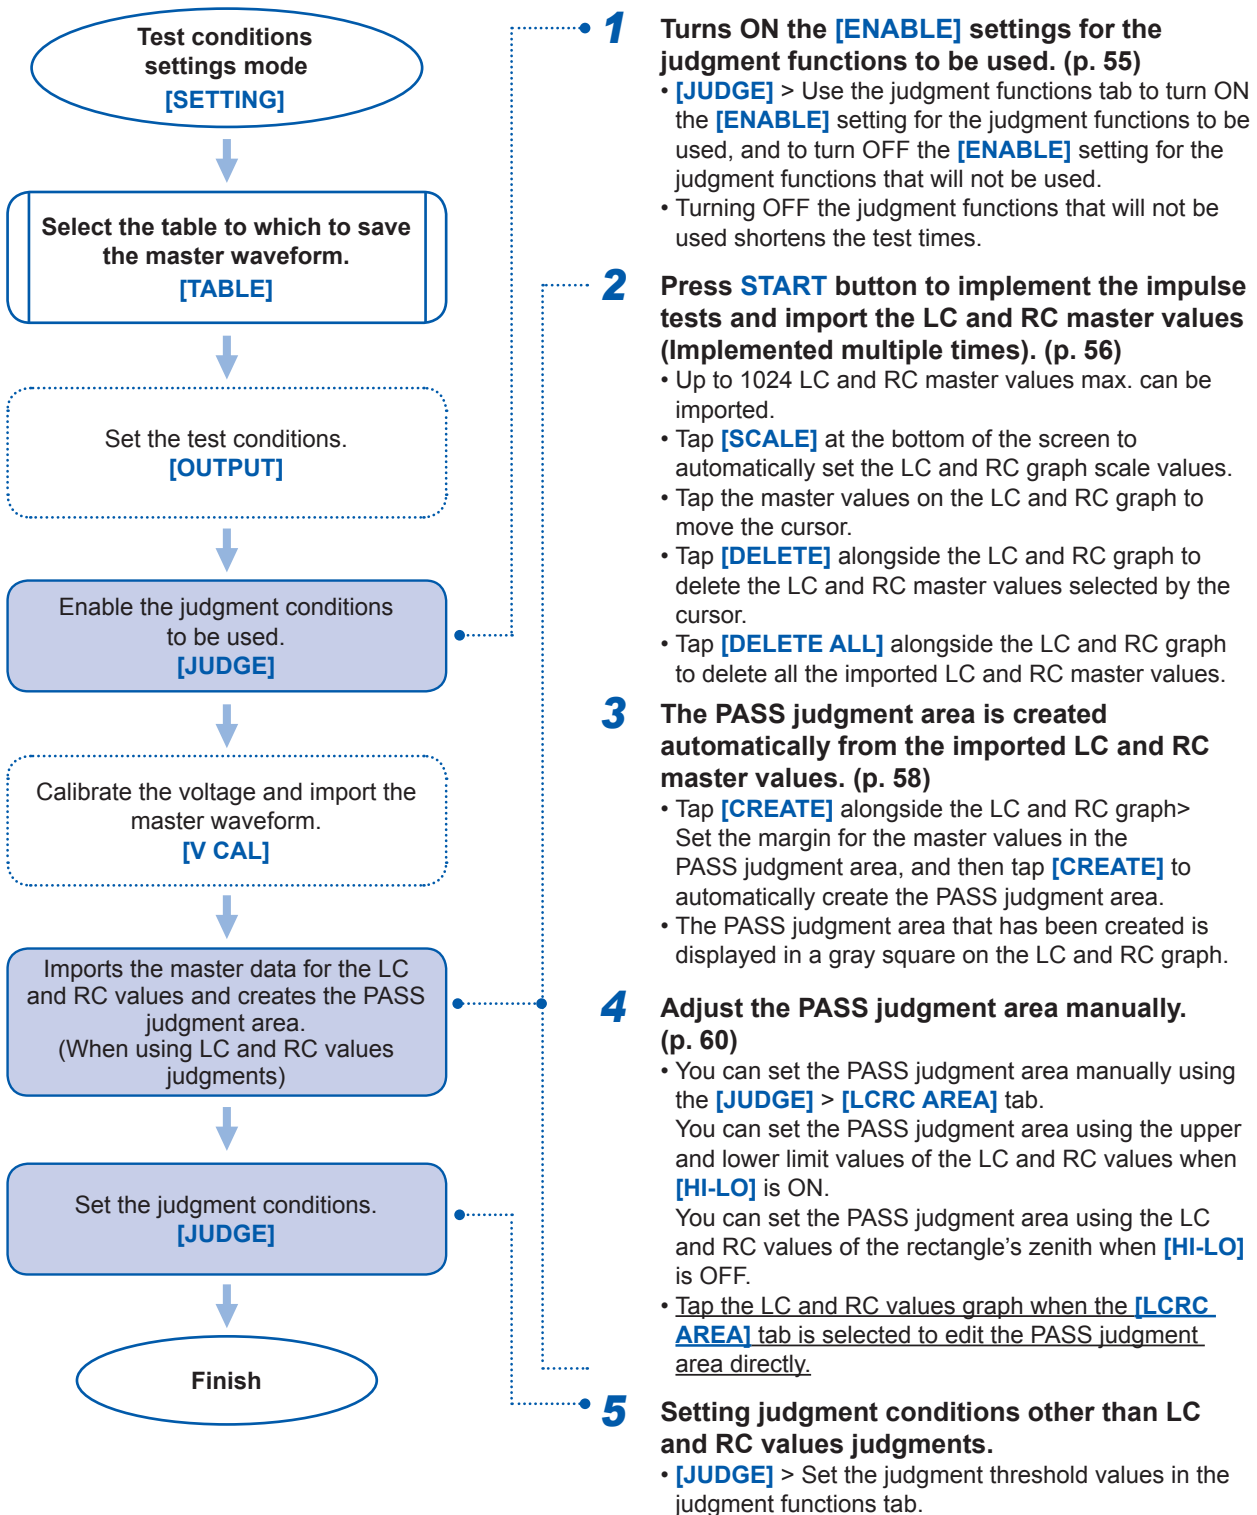 Test conditions
settings mode
[SETTING]
Select the table to which to save
the master waveform.
[TABLE]
Set the test conditions.
[OUTPUT]
Enable the judgment conditions
to be used.
[JUDGE]
Calibrate the voltage and import the
master waveform.
[V CAL]
Imports the master data for the LC
and RC values and creates the PASS
judgment area.
(When using LC and RC values
judgments)
Set the judgment conditions.
[JUDGE]
Finish
1 Turns ON the [ENABLE] settings for the
judgment functions to be used. (p. 55)
• [JUDGE] > Use the judgment functions tab to turn ON
the [ENABLE] setting for the judgment functions to be
used, and to turn OFF the [ENABLE] setting for the
judgment functions that will not be used.
• Turning OFF the judgment functions that will not be
used shortens the test times.
2 Press START button to implement the impulse
tests and import the LC and RC master values
(Implemented multiple times). (p. 56)
• Up to 1024 LC and RC master values max. can be
imported.
• Tap [SCALE] at the bottom of the screen to
automatically set the LC and RC graph scale values.
• Tap the master values on the LC and RC graph to
move the cursor.
• Tap [DELETE] alongside the LC and RC graph to
delete the LC and RC master values selected by the
cursor.
• Tap [DELETE ALL] alongside the LC and RC graph
to delete all the imported LC and RC master values.
3 The PASS judgment area is created
automatically from the imported LC and RC
master values. (p. 58)
• Tap [CREATE] alongside the LC and RC graph>
Set the margin for the master values in the
PASS judgment area, and then tap [CREATE] to
automatically create the PASS judgment area.
• The PASS judgment area that has been created is
displayed in a gray square on the LC and RC graph.
4 Adjust the PASS judgment area manually.
(p. 60)
• You can set the PASS judgment area manually using
the [JUDGE] > [LCRC AREA] tab.
You can set the PASS judgment area using the upper
and lower limit values of the LC and RC values when
[HI-LO] is ON.
You can set the PASS judgment area using the LC
and RC values of the rectangle’s zenith when [HI-LO]
is OFF.
• Tap the LC and RC values graph when the [LCRC
AREA] tab is selected to edit the PASS judgment
area directly.
5 Setting judgment conditions other than LC
and RC values judgments.
• [JUDGE] > Set the judgment threshold values in the
judgment functions tab.